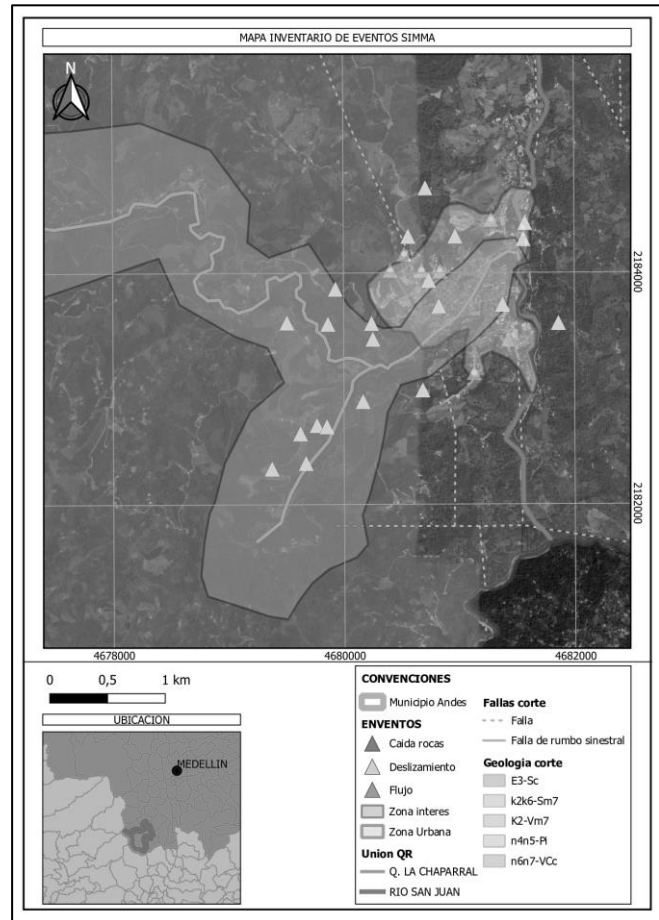 MAPA INVENTARIO DE EVENTOS SIMMA
N
2184000
2182000
4678000
4680000
4682000
0 0,5 1 km
UBICACION
MEDELLIN
CONVENCIONES
Municipio Andes
ENVENTOS
Caida rocas
Deslizamiento
Flujo
Zona interes
Zona Urbana
Union QR
Q. LA CHAPARRAL
RIO SAN JUAN
Fallas corte
Falla
Falla de rumbo sinestral
Geologia corte
E3-Sc
k2k6-Sm7
K2-Vm7
n4n5-Pi
n6n7-VCc